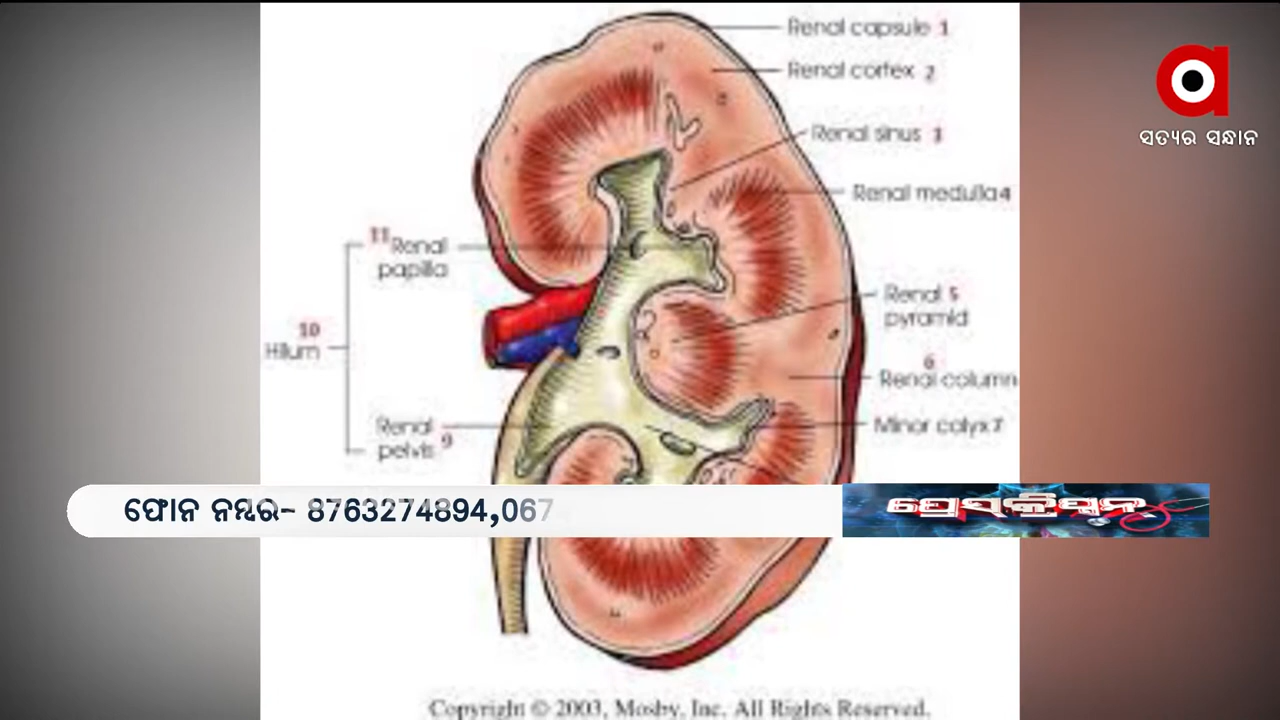 Renal capsule 1
Renal cortex 2
Renal sinus 3
Renal medulla 4
11 Renal
papilla
Renal 5
pyramid
10
Hilum
6
Renal column
Minor calyx 7
Renal
pelvis 9
ସତ୍ୟର ସନ୍ଧାନ
ଫୋନ ନମ୍ବର- 8763274894,067
ପ୍ରେସକ୍ରିପ୍ସନ
Copyright © 2003, Mosby, Inc. All Rights Reserved.